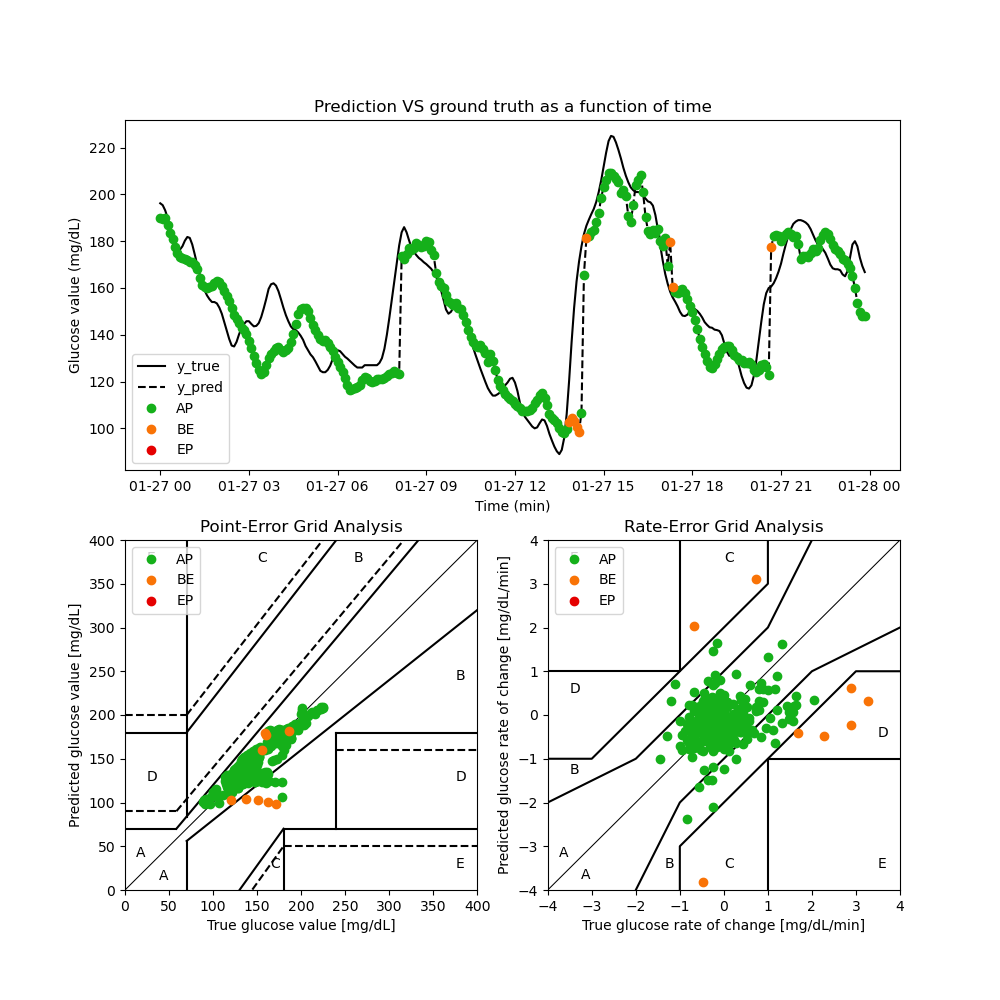 Prediction VS ground truth as a function of time
Glucose value (mg/dL)
220
200
180
160
140
120
100
y_true
y_pred
AP
BE
EP
01-27 00
01-27 03
01-27 06
01-27 09
01-27 12
01-27 15
01-27 18
01-27 21
01-28 00
Time (min)
Point-Error Grid Analysis
Predicted glucose value [mg/dL]
400
350
300
250
200
150
100
50
0
AP
BE
EP
C
B
B
D
D
A
A
C
E
0
50
100
150
200
250
300
350
400
True glucose value [mg/dL]
Rate-Error Grid Analysis
Predicted glucose rate of change [mg/dL/min]
4
3
2
1
0
−1
−2
−3
−4
AP
BE
EP
C
D
D
B
A
A
B
C
E
−4
−3
−2
−1
0
1
2
3
4
True glucose rate of change [mg/dL/min]